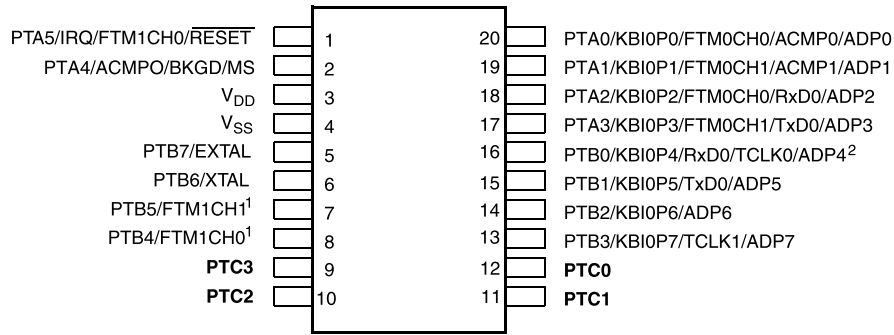 PTA5/IRQ/FTM1CH0/RESET 1 20 PTA0/KBI0P0/FTM0CH0/ACMP0/ADP0
PTA4/ACMPO/BKGD/MS 2 19 PTA1/KBI0P1/FTM0CH1/ACMP1/ADP1
VDD 3 18 PTA2/KBI0P2/FTM0CH0/RxD0/ADP2
VSS 4 17 PTA3/KBI0P3/FTM0CH1/TxD0/ADP3
PTB7/EXTAL 5 16 PTB0/KBI0P4/RxD0/TCLK0/ADP4²
PTB6/XTAL 6 15 PTB1/KBI0P5/TxD0/ADP5
PTB5/FTM1CH1¹ 7 14 PTB2/KBI0P6/ADP6
PTB4/FTM1CH0¹ 8 13 PTB3/KBI0P7/TCLK1/ADP7
PTC3 9 12 PTC0
PTC2 10 11 PTC1